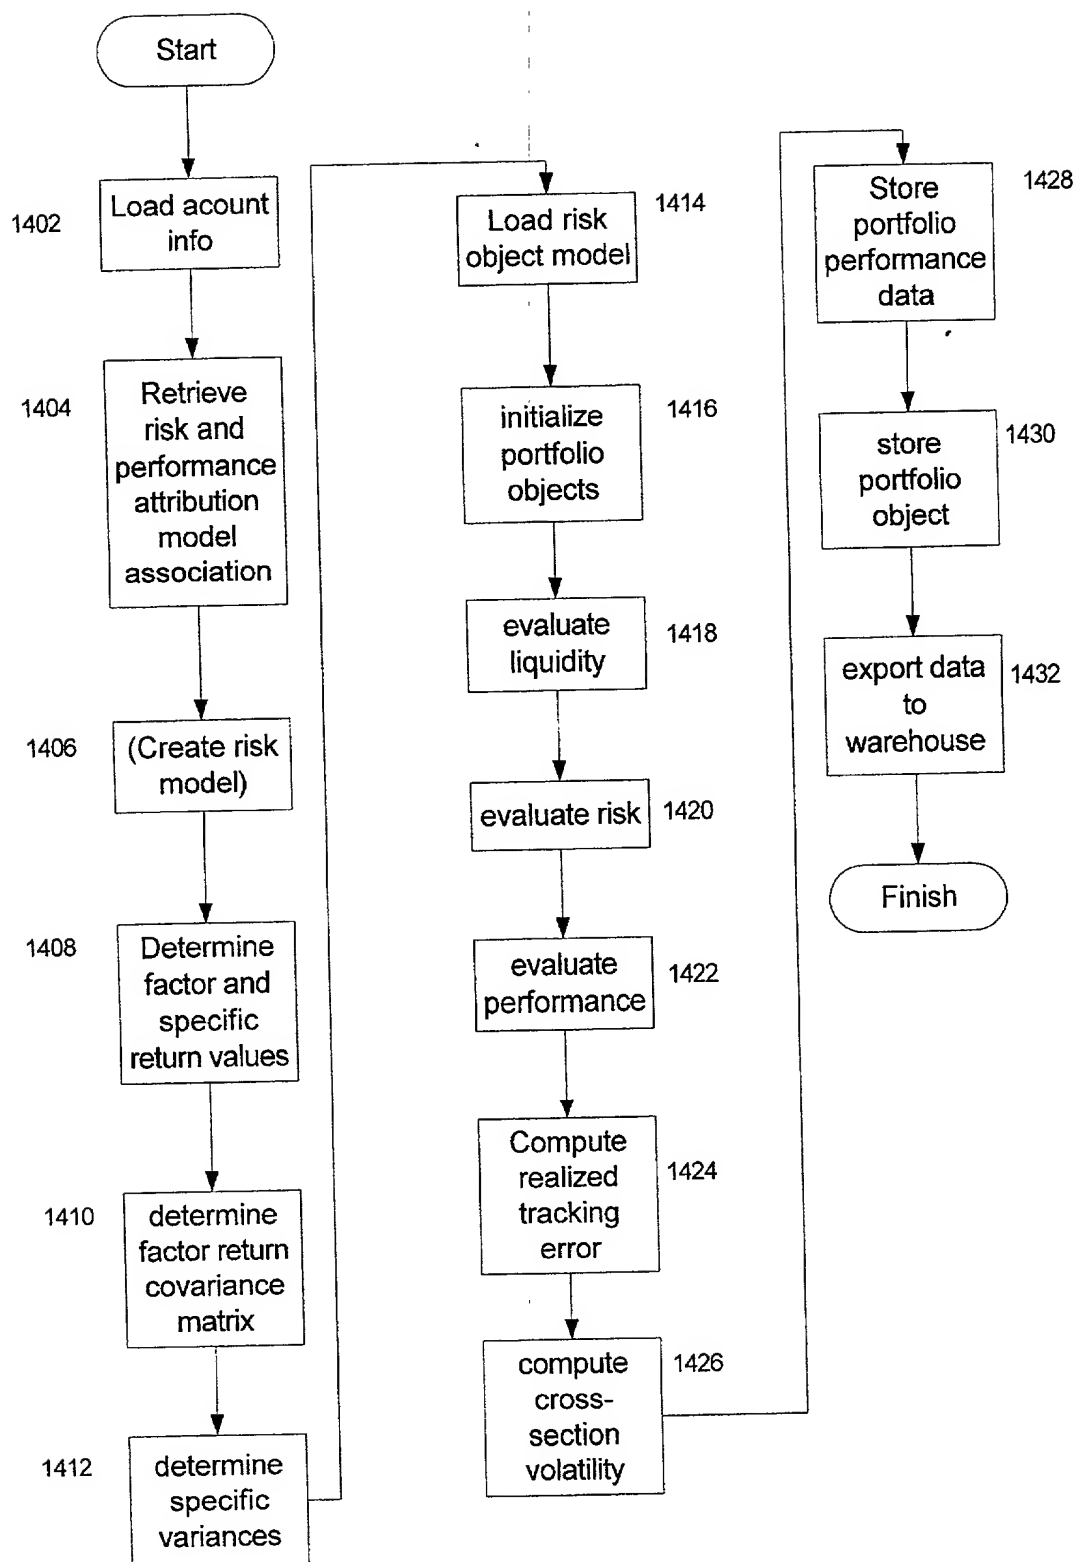 Start
1402
Load acount
info
1404
Retrieve
risk and
performance
attribution
model
association
1406
(Create risk
model)
1408
Determine
factor and
specific
return values
1410
determine
factor return
covariance
matrix
1412
determine
specific
variances
1414
Load risk
object model
1416
initialize
portfolio
objects
1418
evaluate
liquidity
1420
evaluate risk
1422
evaluate
performance
1424
Compute
realized
tracking
error
1426
compute
cross-
section
volatility
1428
Store
portfolio
performance
data
1430
store
portfolio
object
1432
export data
to
warehouse
Finish